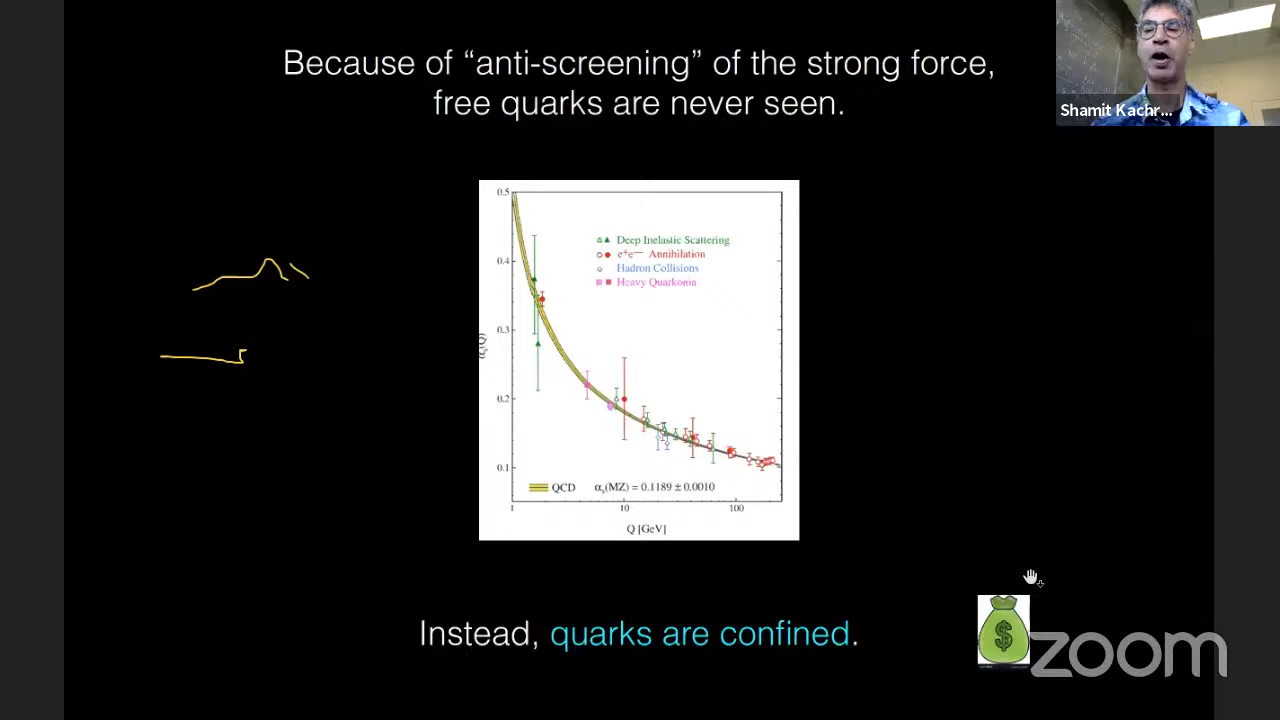 Because of “anti-screening” of the strong force,
free quarks are never seen.
Shamit Kachr...
0.5
0.4
0.3
0.2
0.1
αs(Q)
Deep Inelastic Scattering
e+e− Annihilation
Hadron Collisions
Heavy Quarkonia
QCD αs(MZ) = 0.1189 ± 0.0010
1 10 100
Q [GeV]
Instead, quarks are confined.
$
zoom